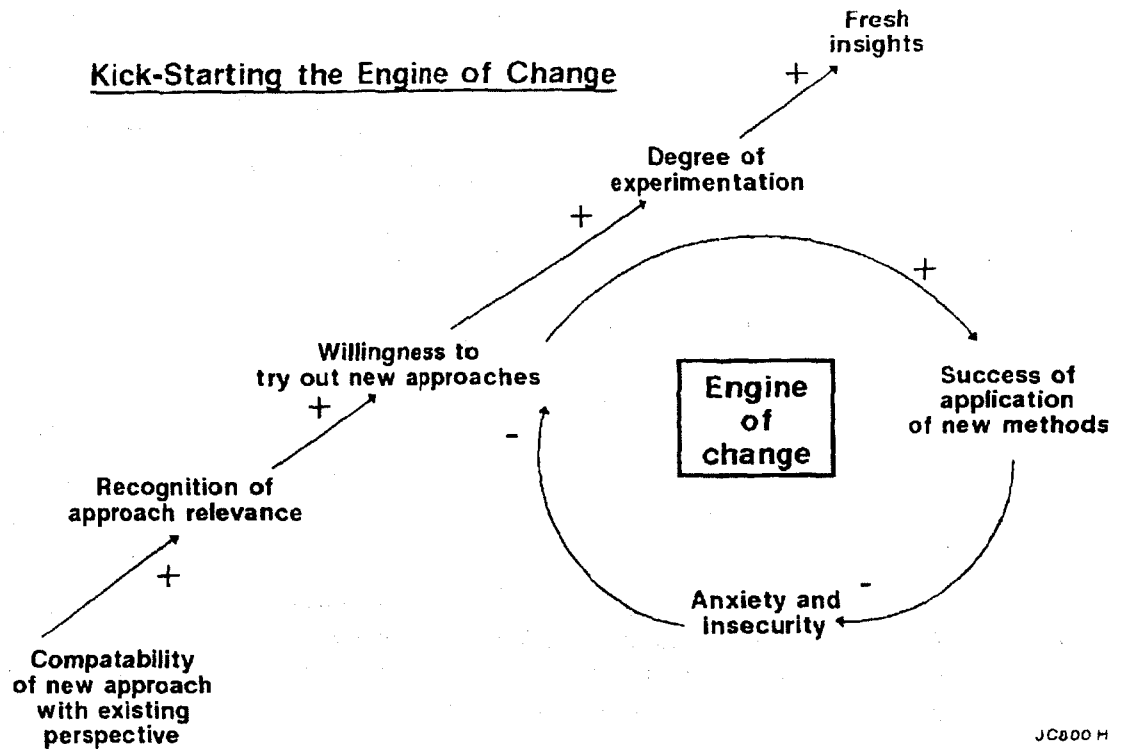 Kick-Starting the Engine of Change
Fresh
insights
+
Degree of
experimentation
+
+
Willingness to
try out new approaches
Engine
of
change
Success of
application
of new methods
+
-
Recognition of
approach relevance
+
-
Anxiety and
insecurity
Compatability
of new approach
with existing
perspective
JC800 H